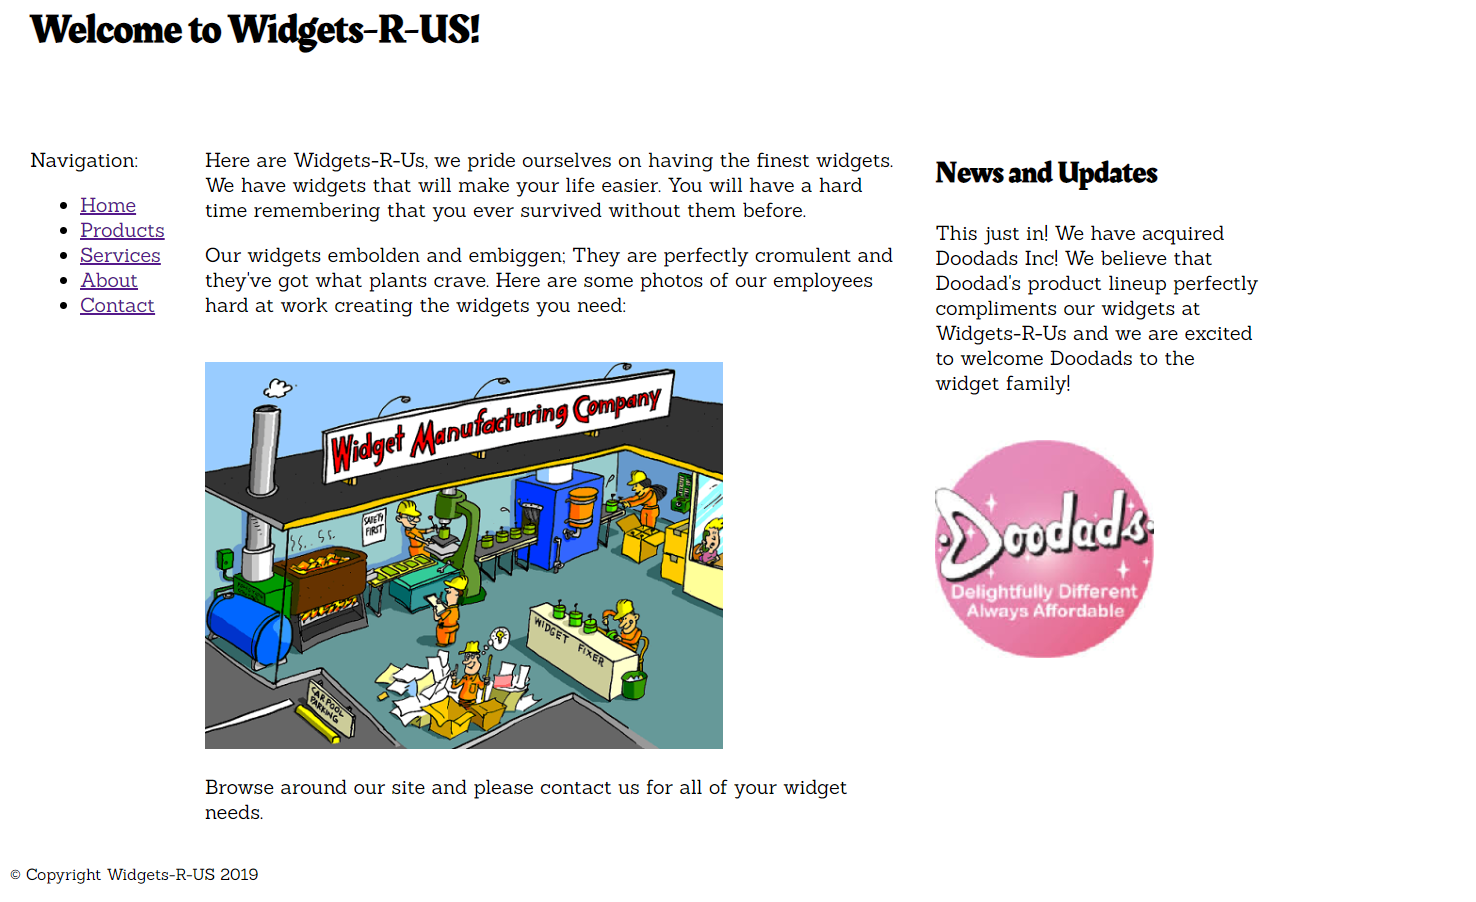 Welcome to Widgets-R-US!
Navigation:
Home
Products
Services
About
Contact
Here are Widgets-R-Us, we pride ourselves on having the finest widgets.
We have widgets that will make your life easier. You will have a hard
time remembering that you ever survived without them before.
Our widgets embolden and embiggen; They are perfectly cromulent and
they've got what plants crave. Here are some photos of our employees
hard at work creating the widgets you need:
Widget Manufacturing Company
SAFETY
FIRST
WIDGET FIXER
CAR POOL
PARKING
Browse around our site and please contact us for all of your widget
needs.
News and Updates
This just in! We have acquired
Doodads Inc! We believe that
Doodad's product lineup perfectly
compliments our widgets at
Widgets-R-Us and we are excited
to welcome Doodads to the
widget family!
Doodads
Delightfully Different
Always Affordable
© Copyright Widgets-R-US 2019